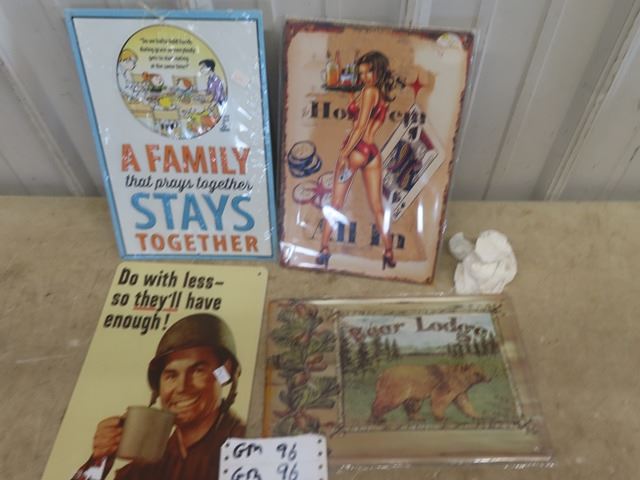 A FAMILY
that prays together
STAYS
TOGETHER
Hol 'em
All In
Do with less–
so they'll have
enough!
Bear Lodge
GM 96
GB 96